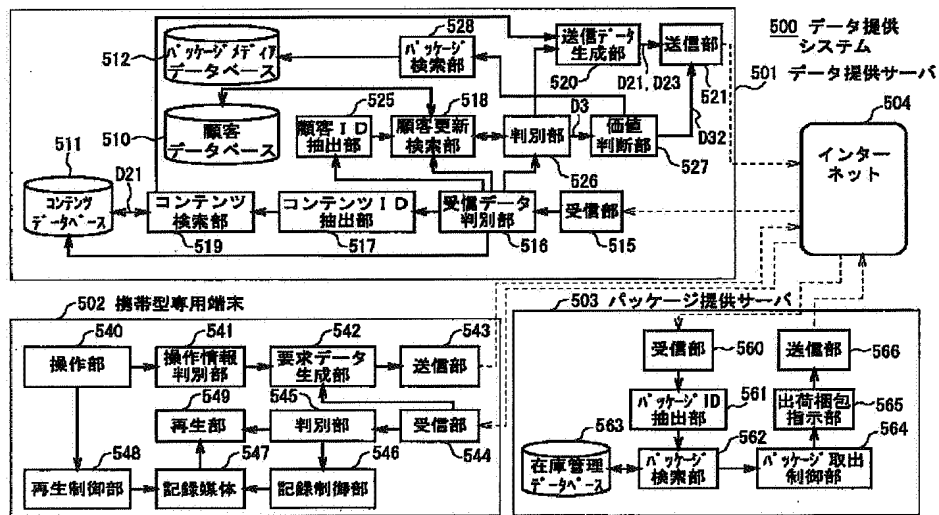 500 データ提供
システム
501 データ提供サーバ
512
パッケージメディア
データベース
528
パッケージ
検索部
送信データ
生成部
520
D21, D23
送信部
521
D32
504
インター
ネット
510
顧客
データベース
525
顧客ID
抽出部
518
顧客更新
検索部
判別部
526
D3
価値
判断部
527
511
コンテンツ
データベース
D21
コンテンツ
検索部
519
コンテンツID
抽出部
517
受信データ
判別部
516
受信部
515
502 携帯型専用端末
540
操作部
541
操作情報
判別部
542
要求データ
生成部
543
送信部
549
再生部
545
判別部
受信部
544
548
再生制御部
547
記録媒体
546
記録制御部
503 パッケージ提供サーバ
受信部
560
送信部
566
パッケージID
抽出部
561
出荷梱包
指示部
565
563
在庫管理
データベース
562
パッケージ
検索部
564
パッケージ取出
制御部